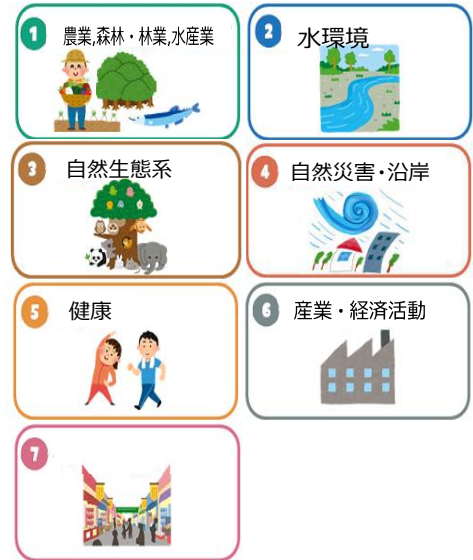 1 農業,森林・林業,水産業
2 水環境
3 自然生態系
4 自然災害・沿岸
5 健康
6 産業・経済活動
7